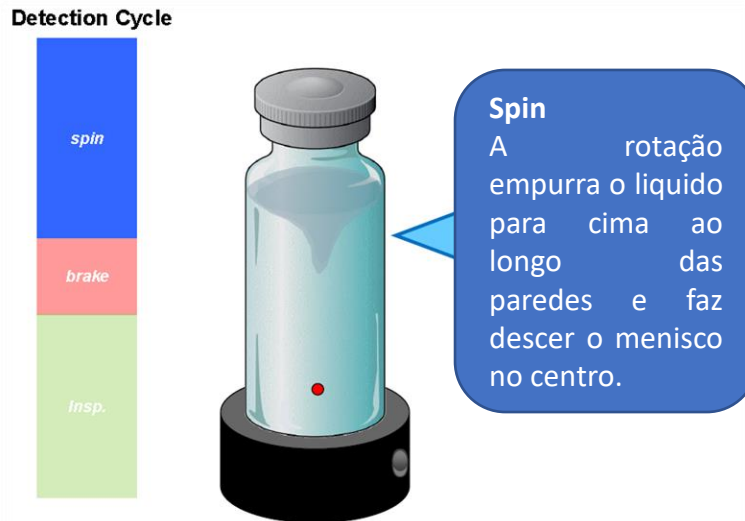 Detection Cycle
spin
brake
Insp.
Spin
A rotação
empurra o liquido
para cima ao
longo das
paredes e faz
descer o menisco
no centro.